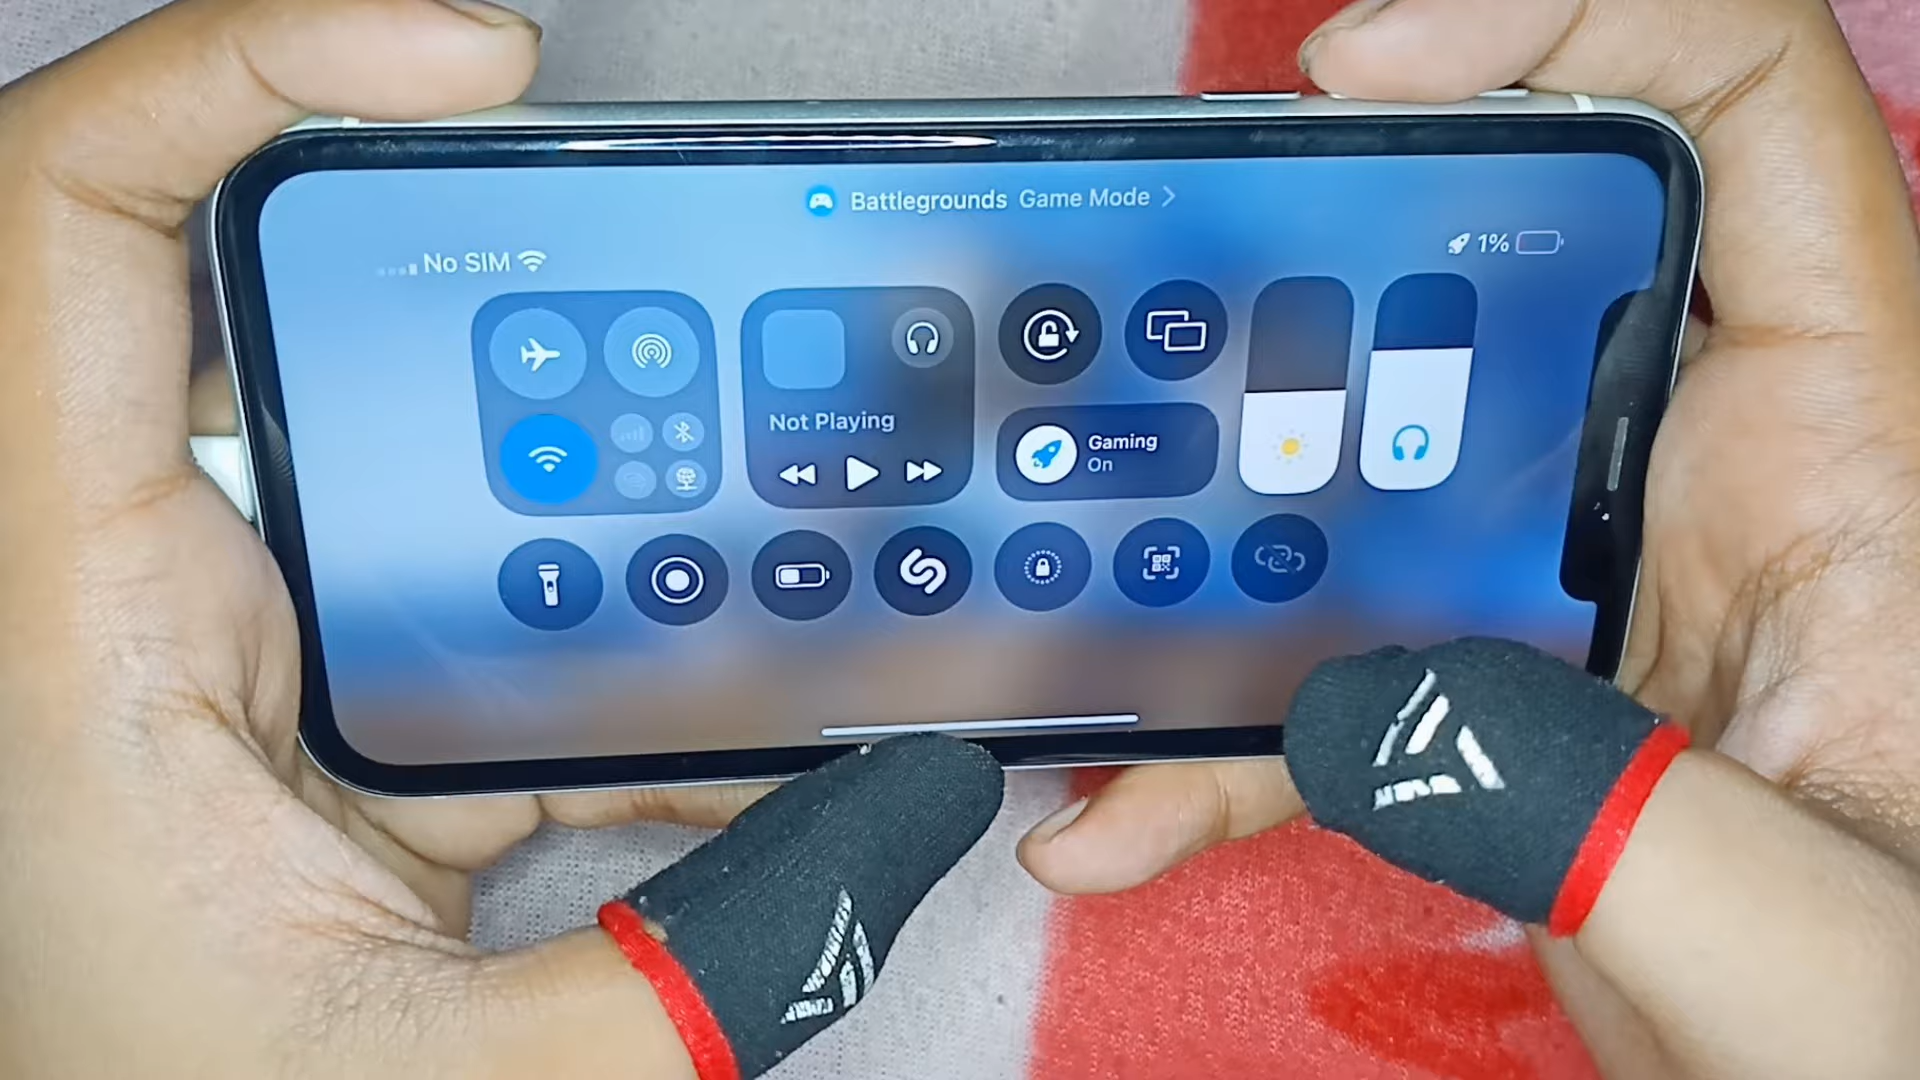 Battlegrounds Game Mode
No SIM
1%
Not Playing
Gaming
On